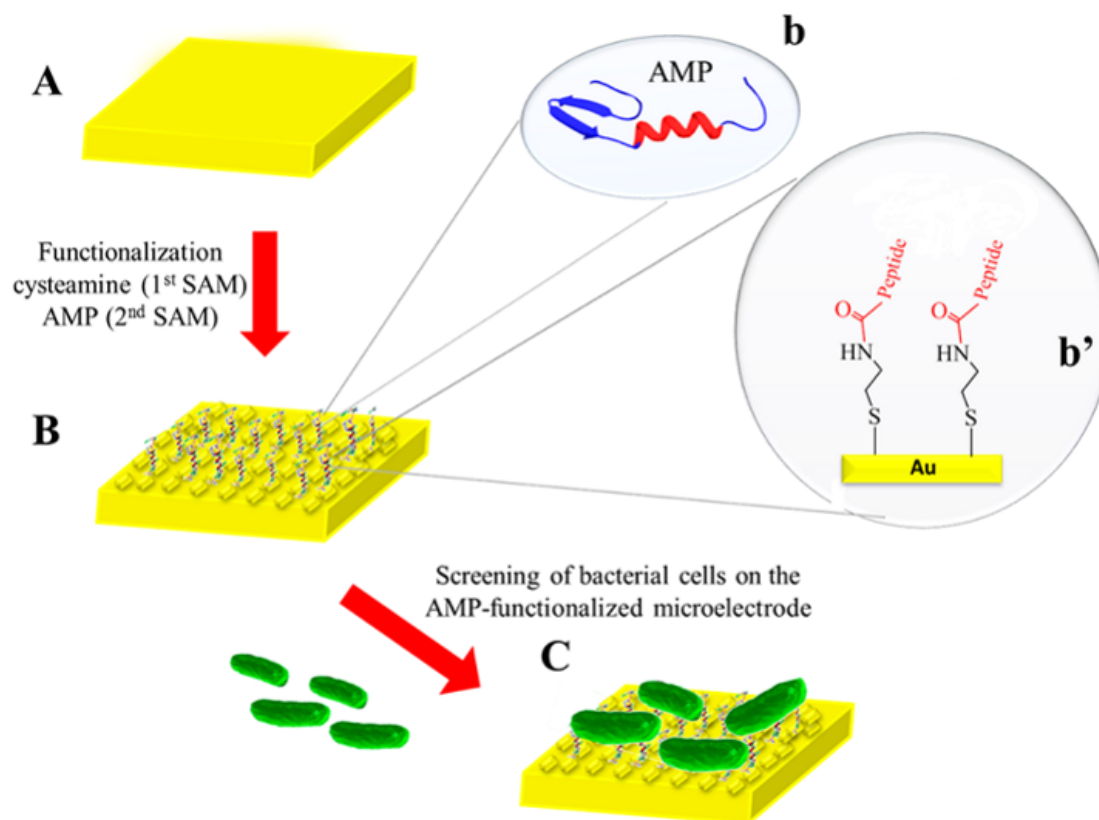 A
b
AMP
Functionalization
cysteamine (1st SAM)
AMP (2nd SAM)
Peptide
Peptide
O
O
HN
HN
b’
S
S
Au
B
Screening of bacterial cells on the
AMP-functionalized microelectrode
C